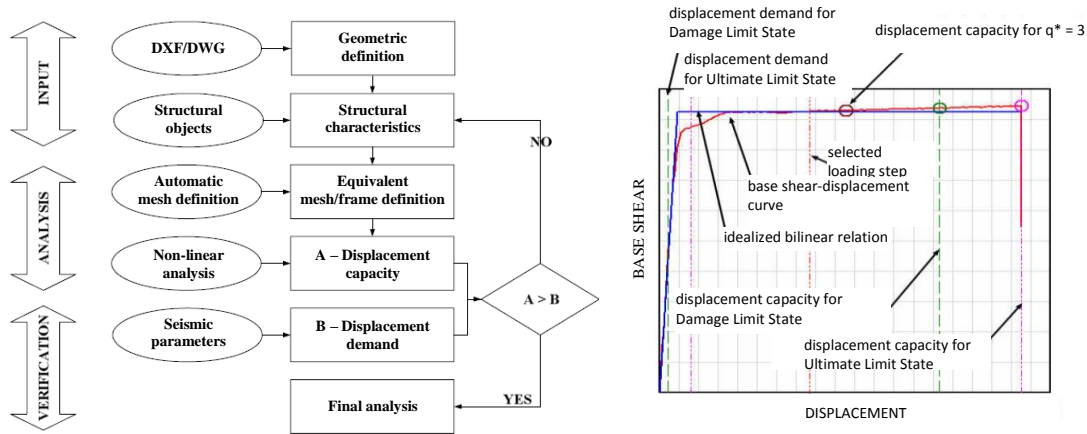 INPUT
DXF/DWG
Geometric
definition
Structural
objects
Structural
characteristics
NO
ANALYSIS
Automatic
mesh definition
Equivalent
mesh/frame definition
Non-linear
analysis
A – Displacement
capacity
A > B
VERIFICATION
Seismic
parameters
B – Displacement
demand
YES
Final analysis
displacement demand for
Damage Limit State
displacement capacity for q* = 3
displacement demand
for Ultimate Limit State
selected
loading step
base shear-displacement
curve
idealized bilinear relation
BASE SHEAR
displacement capacity for
Damage Limit State
displacement capacity for
Ultimate Limit State
DISPLACEMENT